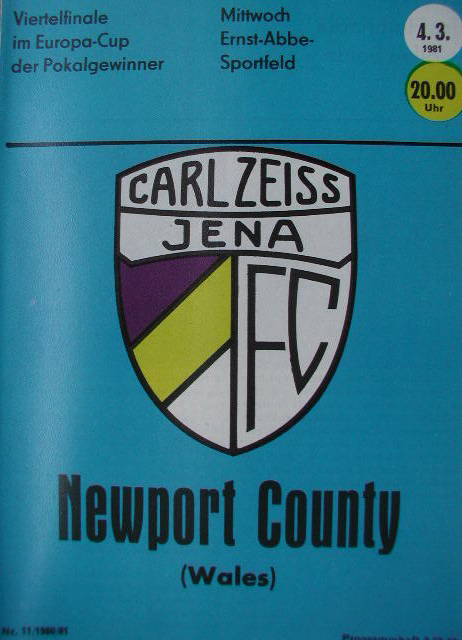 Viertelfinale
im Europa-Cup
der Pokalgewinner
Mittwoch
Ernst-Abbe-
Sportfeld
4. 3.
1981
20.00
Uhr
CARL ZEISS
JENA
FC
Newport County
(Wales)
Nr. 11/1980/81